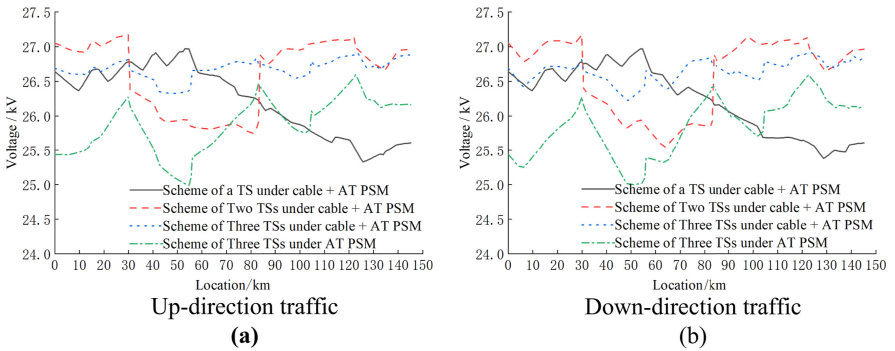 27.5
27.0
26.5
26.0
25.5
25.0
24.5
24.0
Voltage / kV
Scheme of a TS under cable + AT PSM
Scheme of Two TSs under cable + AT PSM
Scheme of Three TSs under cable + AT PSM
Scheme of Three TSs under AT PSM
0 10 20 30 40 50 60 70 80 90 100 110 120 130 140 150
Location/km
Up-direction traffic
(a)
27.5
27.0
26.5
26.0
25.5
25.0
24.5
24.0
Voltage / kV
Scheme of a TS under cable + AT PSM
Scheme of Two TSs under cable + AT PSM
Scheme of Three TSs under cable + AT PSM
Scheme of Three TSs under AT PSM
0 10 20 30 40 50 60 70 80 90 100 110 120 130 140 150
Location/km
Down-direction traffic
(b)